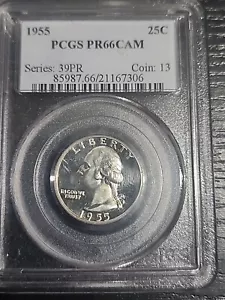 1955 25C
PCGS PR66CAM
Series: 39PR Coin: 13
85987.66/21167306
LIBERTY
IN GOD WE
TRUST
1955